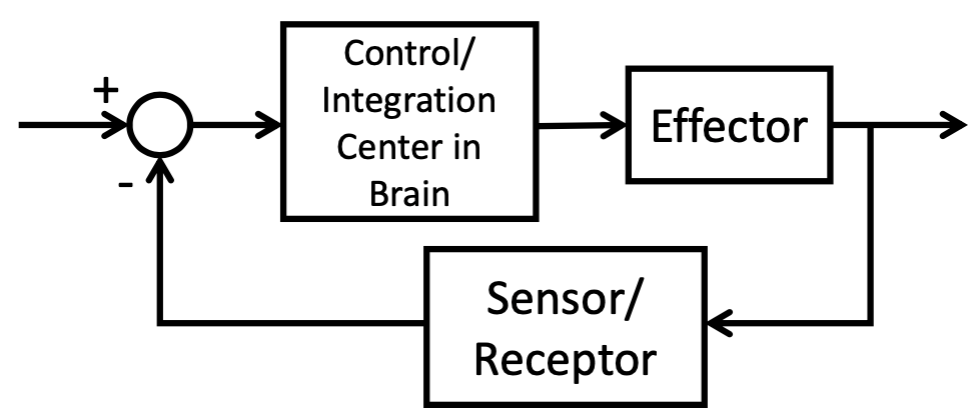 +
Control/
Integration
Center in
Brain
Effector
-
Sensor/
Receptor